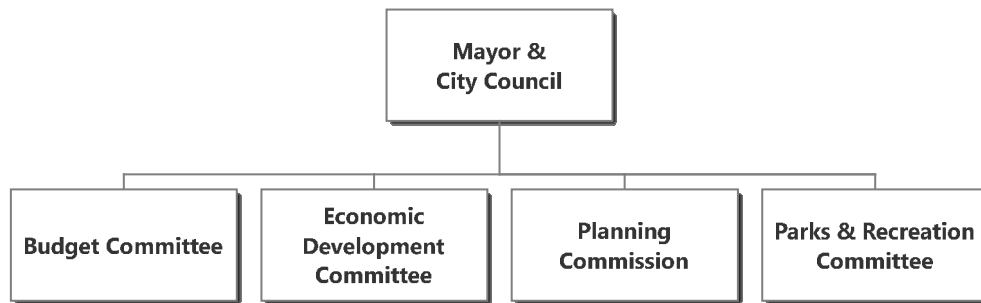 Mayor &
City Council
Budget Committee
Economic
Development
Committee
Planning
Commission
Parks & Recreation
Committee